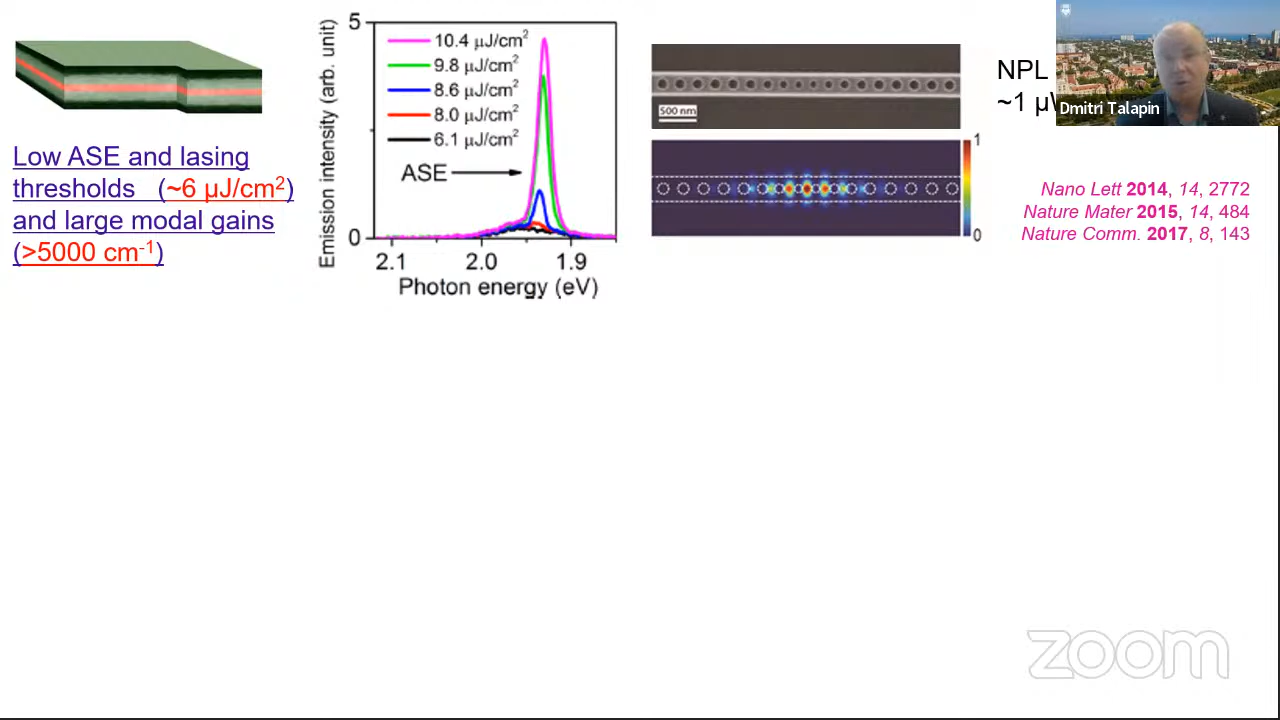 Low ASE and lasing
thresholds (~6 µJ/cm²)
and large modal gains
(>5000 cm⁻¹)
Emission intensity (arb. unit)
5
0
10.4 µJ/cm²
9.8 µJ/cm²
8.6 µJ/cm²
8.0 µJ/cm²
6.1 µJ/cm²
ASE
2.1 2.0 1.9
Photon energy (eV)
500 nm
1
0
NPL
~1
Dmitri Talapin
Nano Lett 2014, 14, 2772
Nature Mater 2015, 14, 484
Nature Comm. 2017, 8, 143
zoom